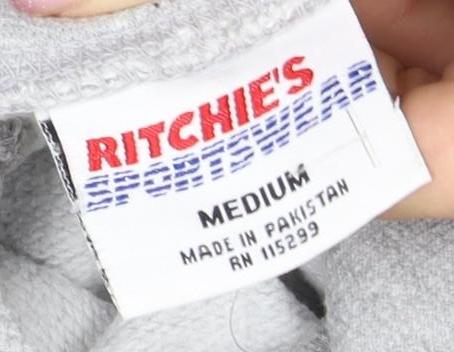 RITCHIE'S
SPORTSWEAR
MEDIUM
MADE IN PAKISTAN
RN 115299